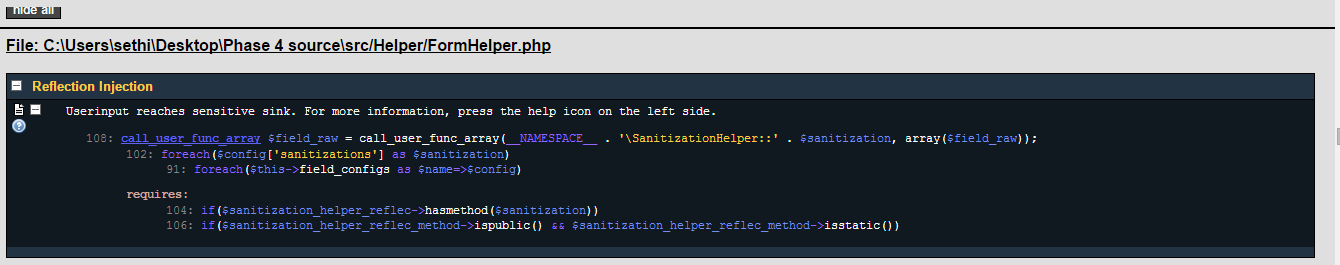 hide all
File: C:\Users\sethi\Desktop\Phase 4 source\src/Helper/FormHelper.php
Reflection Injection
Userinput reaches sensitive sink. For more information, press the help icon on the left side.
108: call_user_func_array $field_raw = call_user_func_array(__NAMESPACE__ . '\SanitizationHelper::' . $sanitization, array($field_raw));
102: foreach($config['sanitizations'] as $sanitization)
91: foreach($this->field_configs as $name=>$config)
requires:
104: if($sanitization_helper_reflec->hasmethod($sanitization))
106: if($sanitization_helper_reflec_method->ispublic() && $sanitization_helper_reflec_method->isstatic())